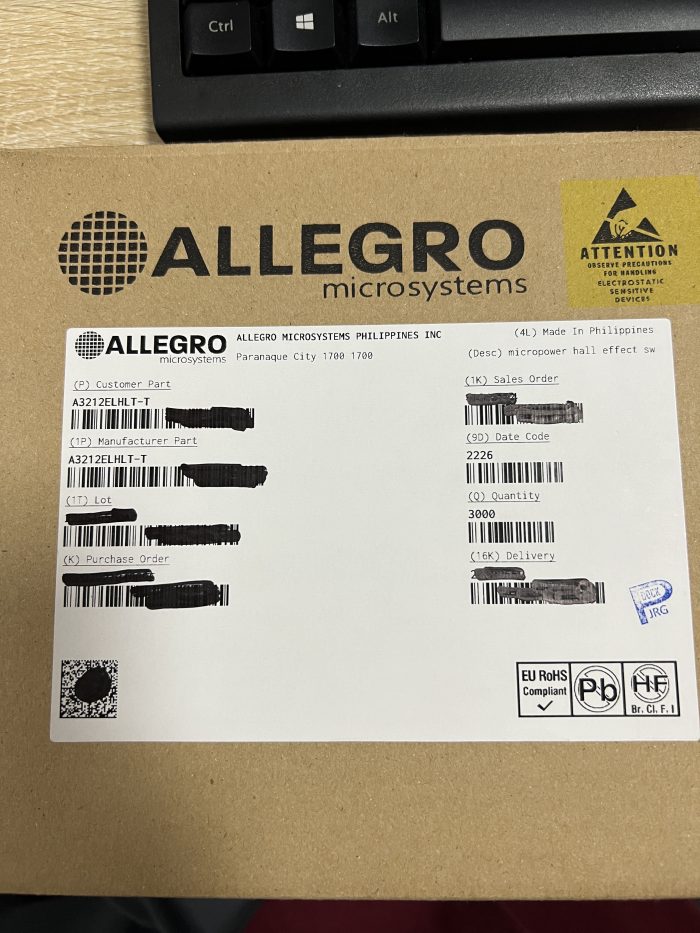 Ctrl
Alt
ALLEGRO
microsystems
ATTENTION
OBSERVE PRECAUTIONS
FOR HANDLING
ELECTROSTATIC
SENSITIVE
DEVICES
ALLEGRO
microsystems
ALLEGRO MICROSYSTEMS PHILIPPINES INC
Paranaque City 1700 1700
(4L) Made In Philippines
(Desc) micropower hall effect sw
(P) Customer Part
A3212ELHLT-T
(1P) Manufacturer Part
A3212ELHLT-T
(1T) Lot
(K) Purchase Order
(1K) Sales Order
(9D) Date Code
2226
(Q) Quantity
3000
(16K) Delivery
2
DOCK
JRG
EU RoHS
Compliant
Pb
HF
Br. Cl. F. I